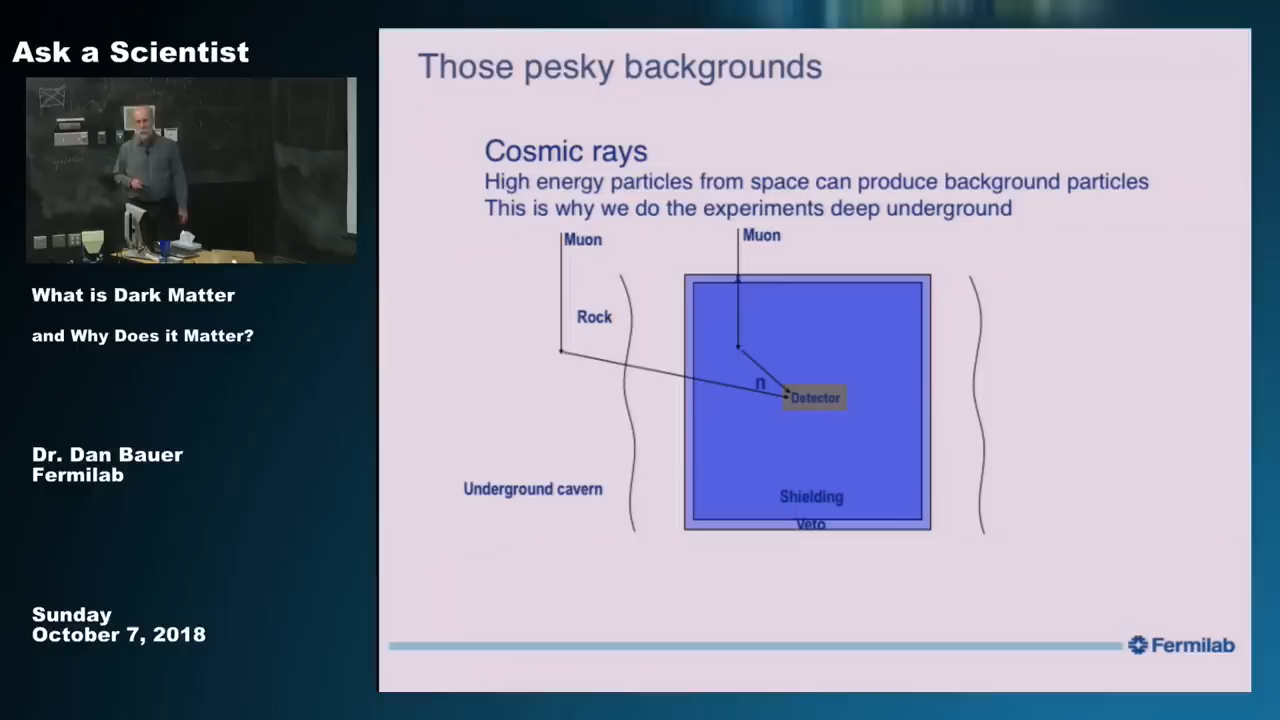 Ask a Scientist
What is Dark Matter
and Why Does it Matter?
Dr. Dan Bauer
Fermilab
Sunday
October 7, 2018
Those pesky backgrounds
Cosmic rays
High energy particles from space can produce background particles
This is why we do the experiments deep underground
Muon
Muon
Rock
n
Detector
Underground cavern
Shielding
Veto
Fermilab